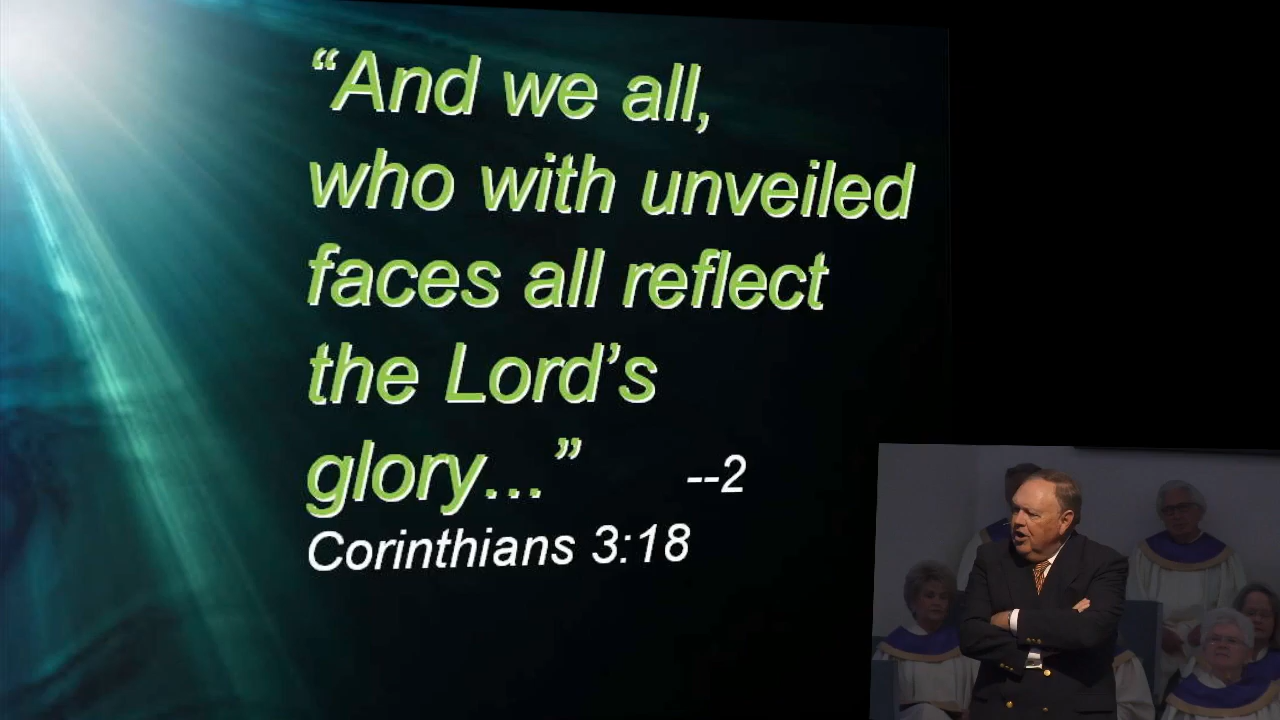 “And we all,
who with unveiled
faces all reflect
the Lord’s
glory...” --2
Corinthians 3:18